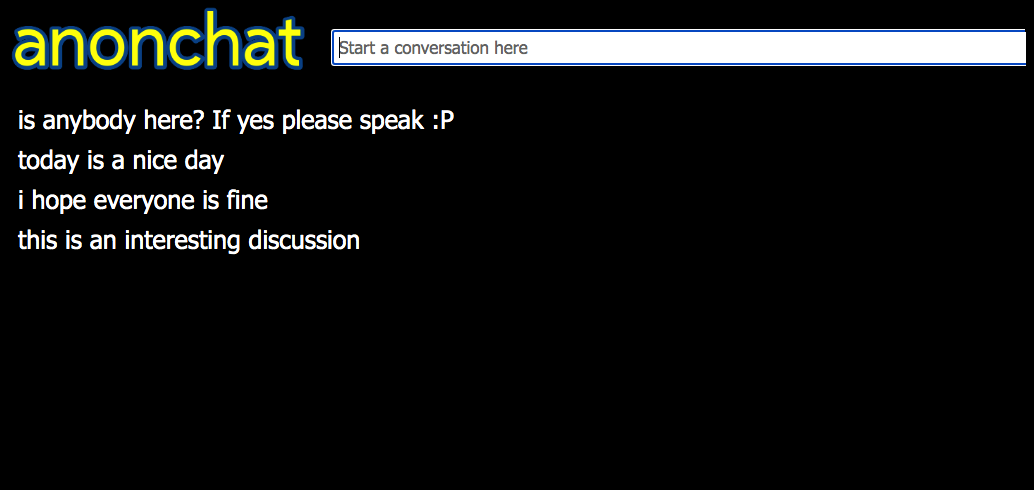 anonchat
Start a conversation here
is anybody here? If yes please speak :P
today is a nice day
i hope everyone is fine
this is an interesting discussion